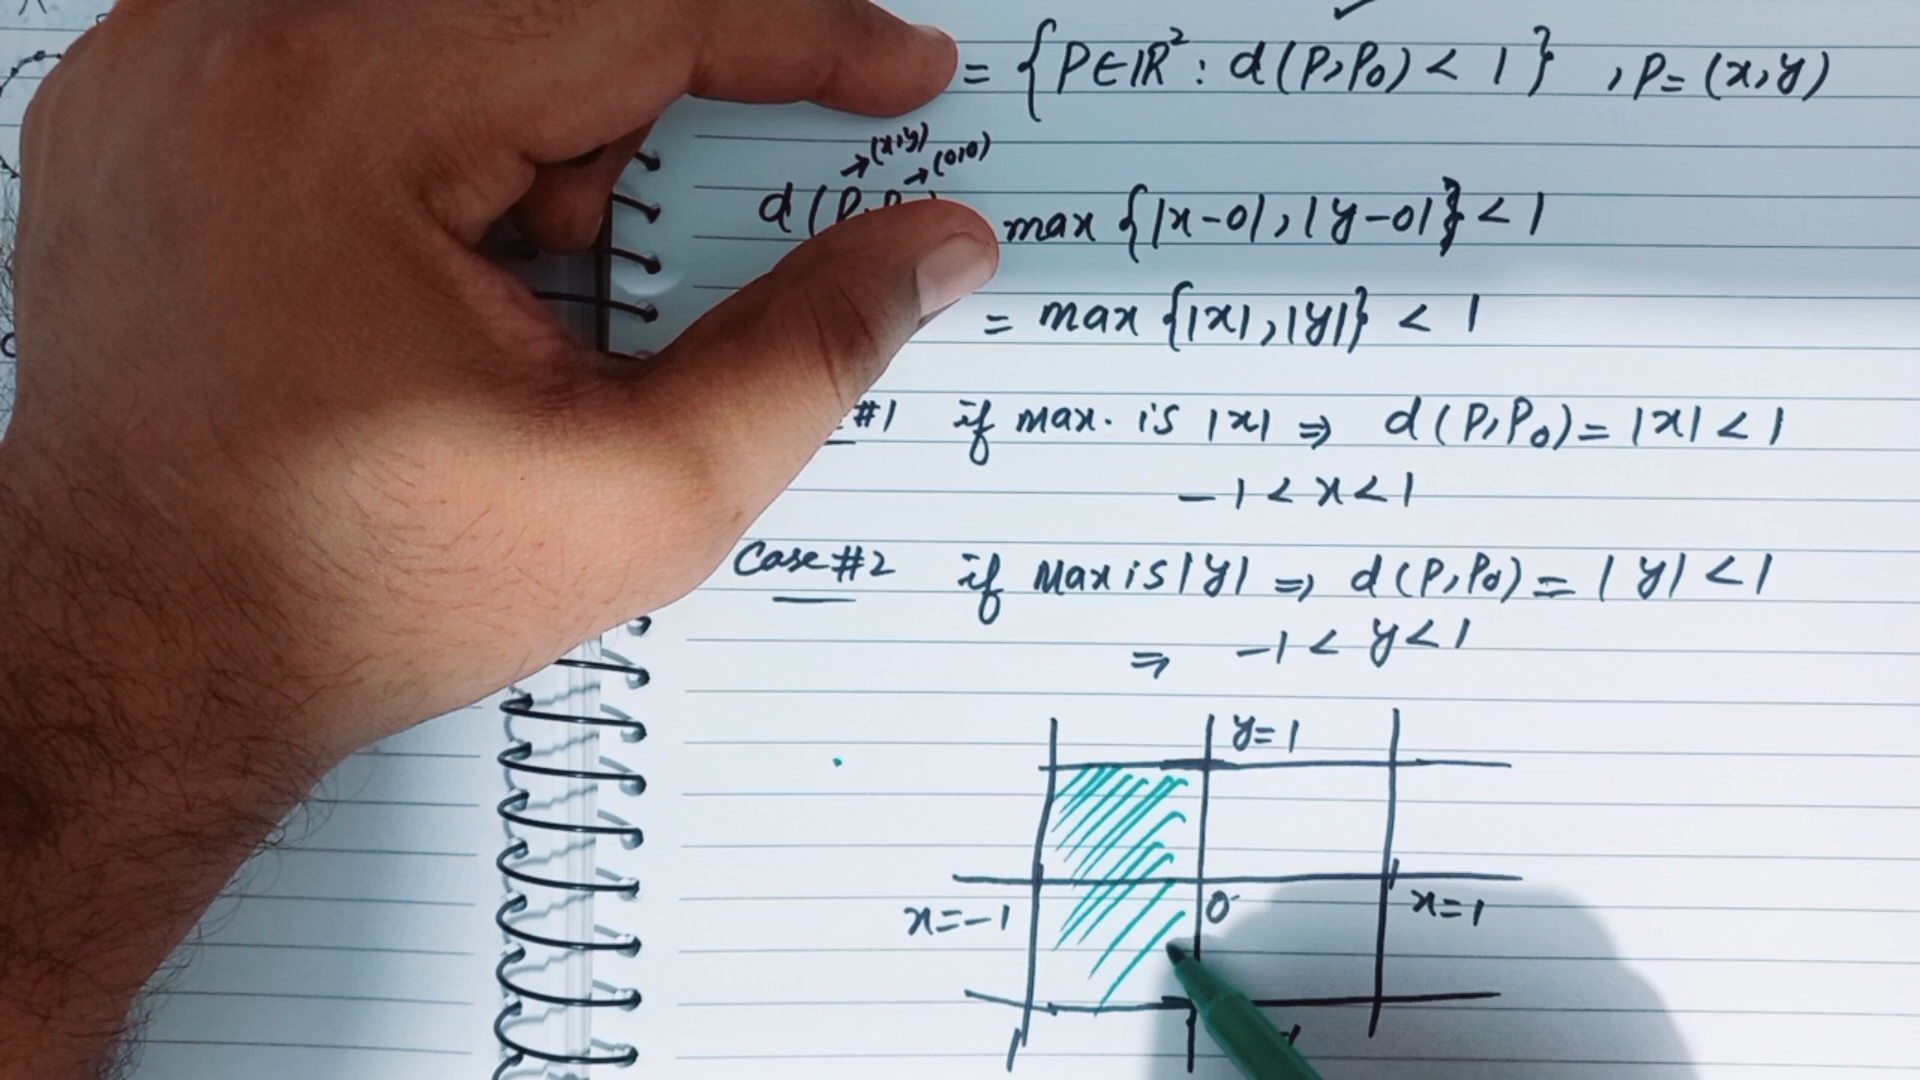 = {P∈ℝ² : d(P,P₀) < 1} , P = (x,y)
→(x,y)
→(0,0)
d(P,P max {|x-0|, |y-0|} < 1
= max {|x|, |y|} < 1
#1 if max. is |x| ⇒ d(P,P₀) = |x| < 1
-1 < x < 1
Case #2 if Max is |y| ⇒ d(P,P₀) = |y| < 1
⇒ -1 < y < 1
y=1
x=-1 0 x=1